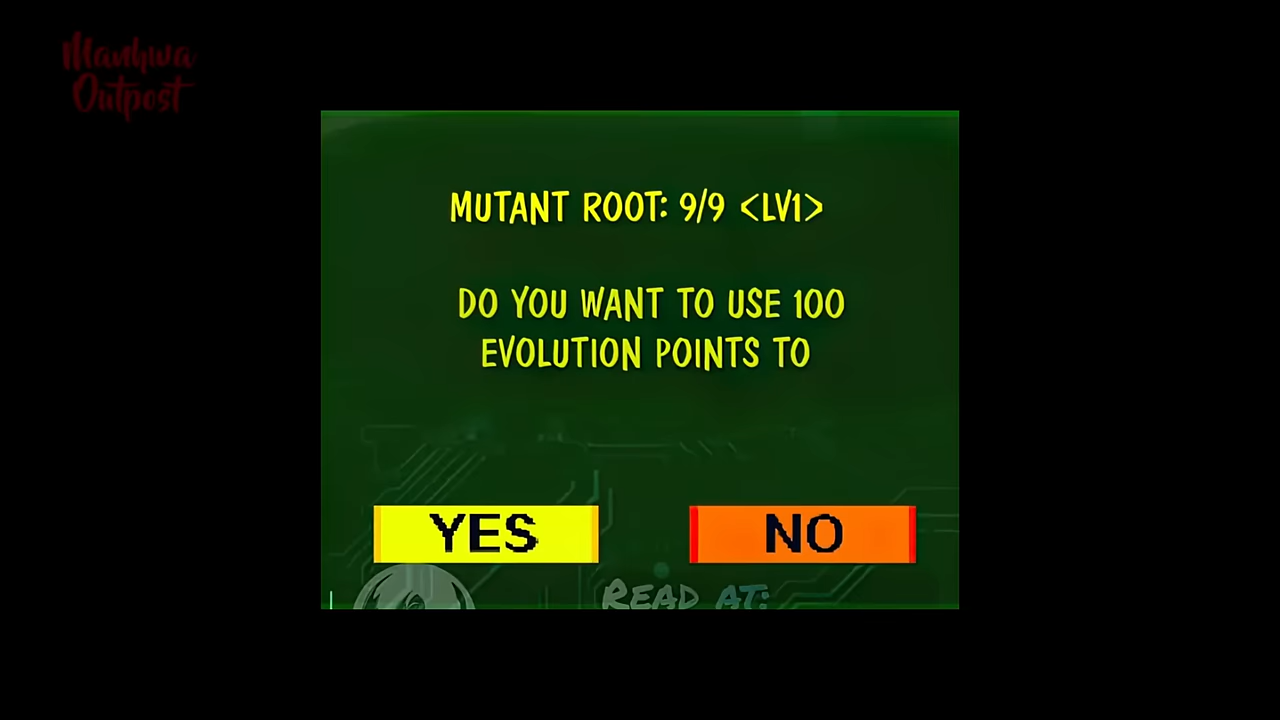 Manhwa
Outpost
MUTANT ROOT: 9/9 <LV1>
DO YOU WANT TO USE 100
EVOLUTION POINTS TO
YES
NO
READ AT: